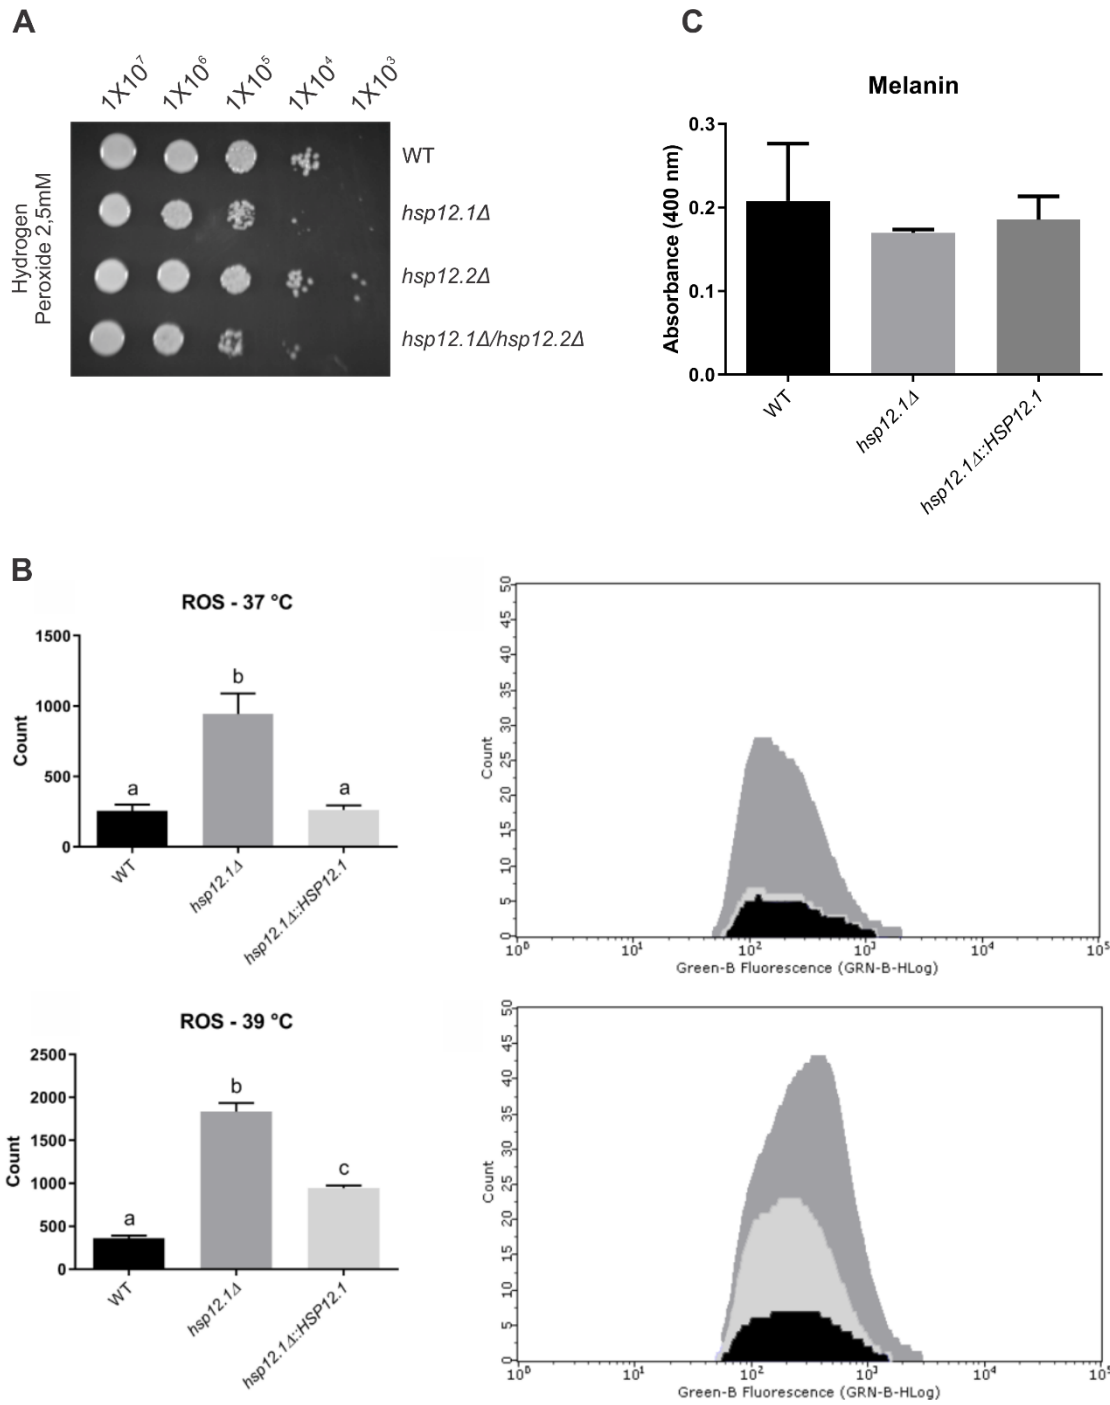 A
1X10⁷ 1X10⁶ 1X10⁵ 1X10⁴ 1X10³
Hydrogen
Peroxide 2,5mM
WT
hsp12.1Δ
hsp12.2Δ
hsp12.1Δ/hsp12.2Δ
C
Melanin
Absorbance (400 nm)
0.3
0.2
0.1
0.0
WT
hsp12.1Δ
hsp12.1Δ::HSP12.1
B
ROS - 37 °C
Count
1500
1000
500
0
a
b
a
WT
hsp12.1Δ
hsp12.1Δ::HSP12.1
Count
50
45
40
35
30
25
20
15
10
5
0
10⁰ 10¹ 10² 10³ 10⁴ 10⁵
Green-B Fluorescence (GRN-B-HLog)
ROS - 39 °C
Count
2500
2000
1500
1000
500
0
a
b
c
WT
hsp12.1Δ
hsp12.1Δ::HSP12.1
Count
50
45
40
35
30
25
20
15
10
5
0
10⁰ 10¹ 10² 10³ 10⁴ 10⁵
Green-B Fluorescence (GRN-B-HLog)